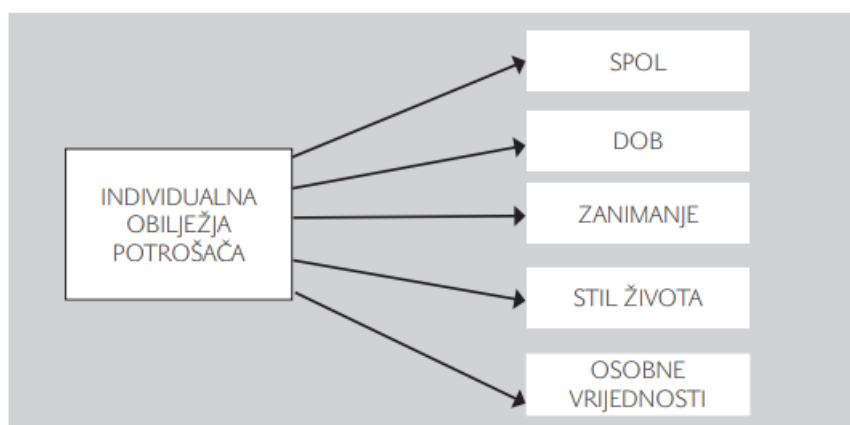 INDIVIDUALNA
OBILJEŽJA
POTROŠAČA
SPOL
DOB
ZANIMANJE
STIL ŽIVOTA
OSOBNE
VRIJEDNOSTI